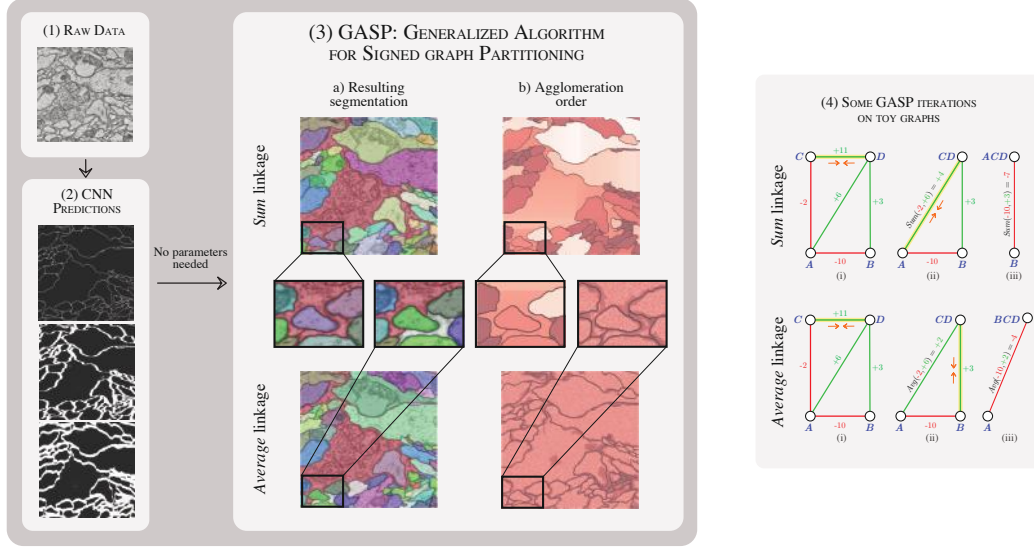 (1) Raw Data
(2) CNN
Predictions
No parameters
needed
(3) GASP: Generalized Algorithm
for Signed graph Partitioning
a) Resulting
segmentation
b) Agglomeration
order
Sum linkage
Average linkage
(4) Some GASP iterations
on toy graphs
Sum linkage
C
+11
D
-2
+6
+3
A
-10
B
(i)
CD
Sum(-2,+6) = +4
+3
A
-10
B
(ii)
ACD
Sum(-10,+3) = -7
B
(iii)
Average linkage
C
+11
D
-2
+6
+3
A
-10
B
(i)
CD
Avg(-2,+6) = +2
+3
A
-10
B
(ii)
BCD
Avg(-10,+2) = -4
A
(iii)